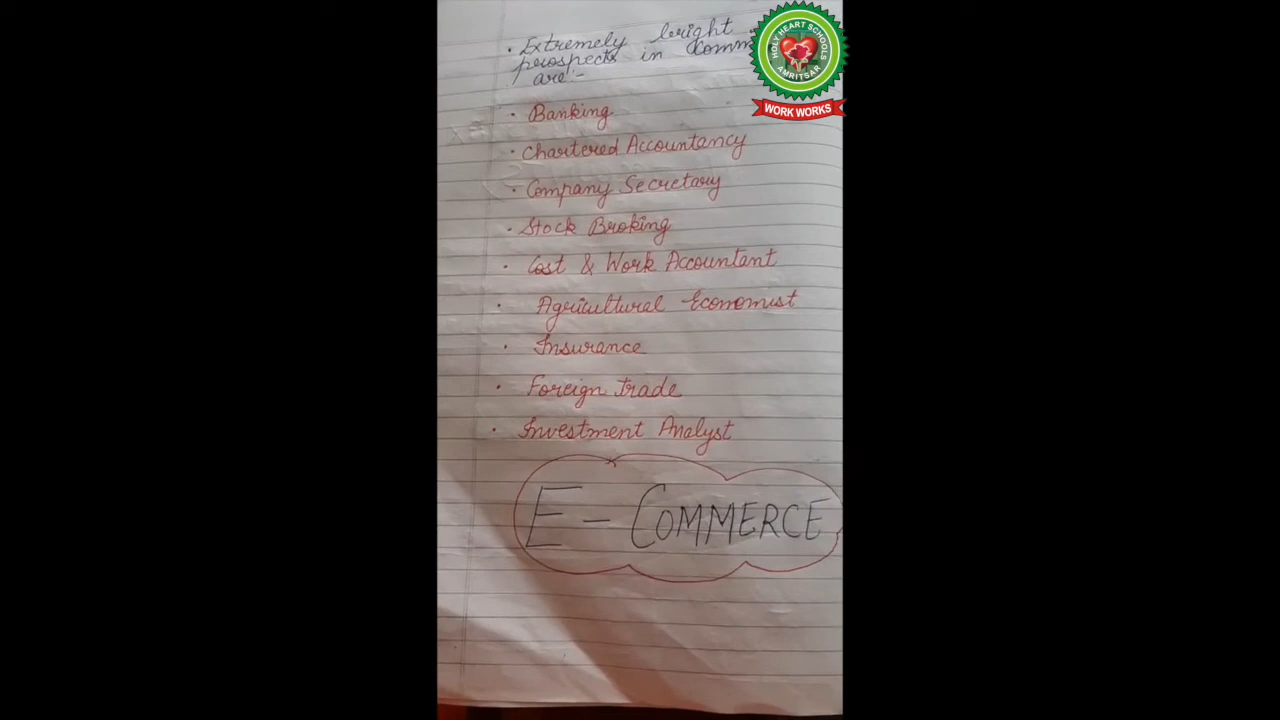 · Extremely bright
prospects in Comm
are :-
· Banking
· Chartered Accountancy
· Company Secretary
· Stock Broking
· Cost & Work Accountant
· Agricultural Economist
· Insurance
· Foreign trade
· Investment Analyst
E - COMMERCE
HOLY HEART SCHOOLS
AMRITSAR
WORK WORKS